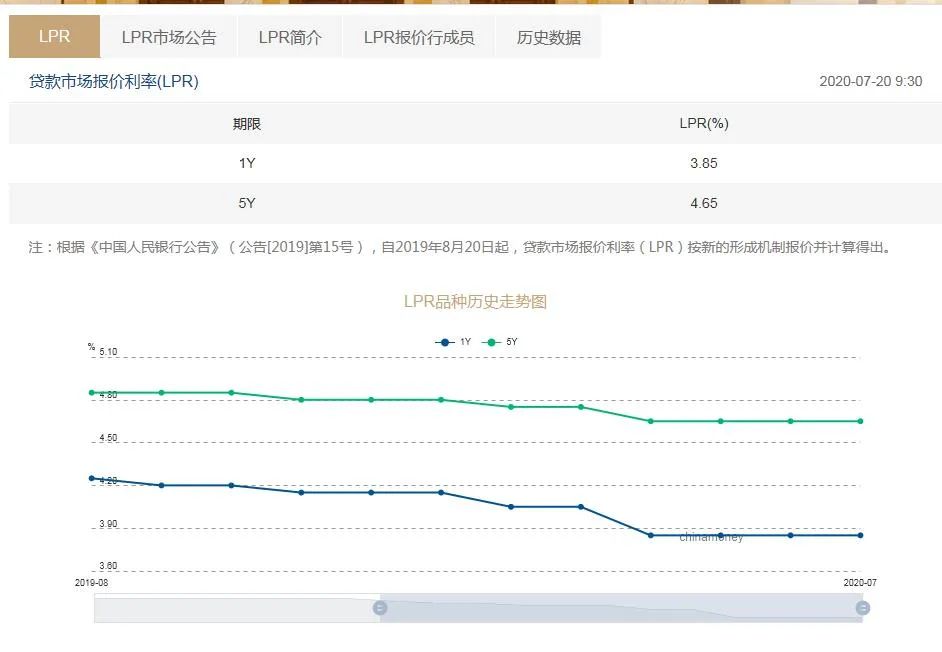 LPR LPR市场公告 LPR简介 LPR报价行成员 历史数据
贷款市场报价利率(LPR) 2020-07-20 9:30
期限 LPR(%)
1Y 3.85
5Y 4.65
注：根据《中国人民银行公告》（公告[2019]第15号），自2019年8月20日起，贷款市场报价利率（LPR）按新的形成机制报价并计算得出。
LPR品种历史走势图
1Y 5Y
%
5.10
4.80
4.50
4.20
3.90
chinamoney
3.60
2019-08 2020-07